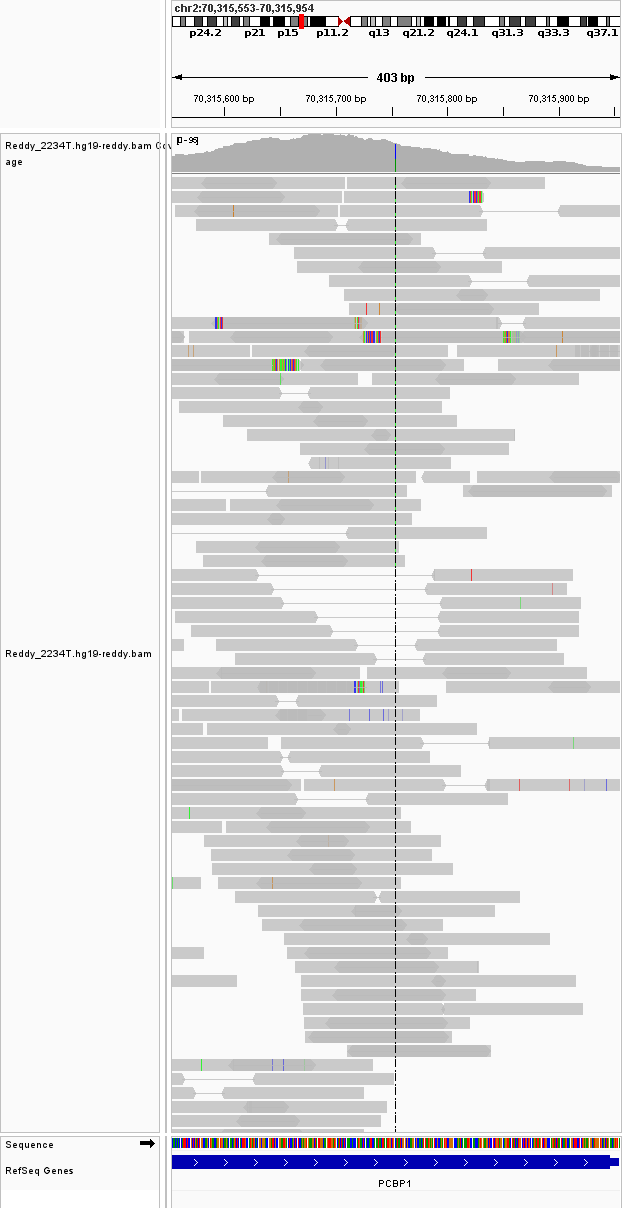 chr2:70,315,553-70,315,954
p24.2 p21 p15 p11.2 q13 q21.2 q24.1 q31.3 q33.3 q37.1
403 bp
70,315,600 bp 70,315,700 bp 70,315,800 bp 70,315,900 bp
Reddy_2234T.hg19-reddy.bam Cov
age
Reddy_2234T.hg19-reddy.bam
Sequence
RefSeq Genes
PCBP1